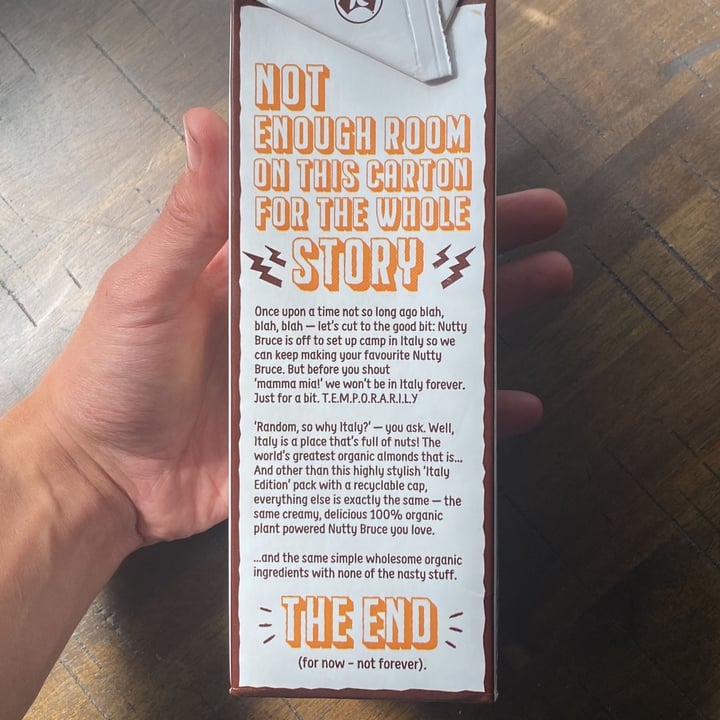 NOT
ENOUGH ROOM
ON THIS CARTON
FOR THE WHOLE
STORY
Once upon a time not so long ago blah,
blah, blah — let's cut to the good bit: Nutty
Bruce is off to set up camp in Italy so we
can keep making your favourite Nutty
Bruce. But before you shout
'mamma mia!' we won't be in Italy forever.
Just for a bit. T.E.M.P.O.R.A.R.I.L.Y
'Random, so why Italy?' — you ask. Well,
Italy is a place that's full of nuts! The
world's greatest organic almonds that is...
And other than this highly stylish 'Italy
Edition' pack with a recyclable cap,
everything else is exactly the same — the
same creamy, delicious 100% organic
plant powered Nutty Bruce you love.
...and the same simple wholesome organic
ingredients with none of the nasty stuff.
THE END
(for now – not forever).